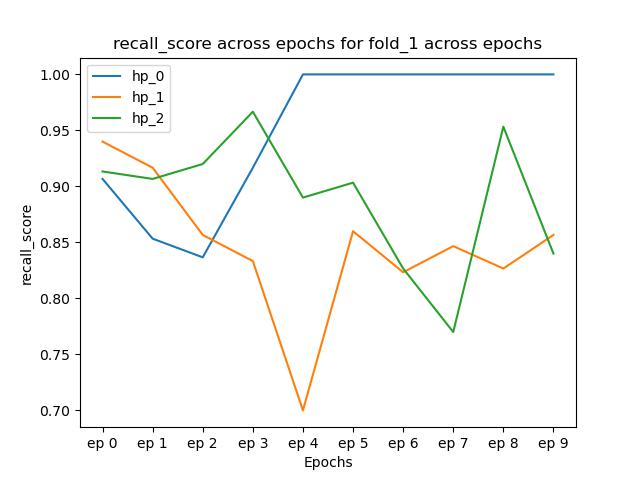 recall_score across epochs for fold_1 across epochs
hp_0
hp_1
hp_2
1.00
0.95
0.90
0.85
0.80
0.75
0.70
recall_score
ep 0 ep 1 ep 2 ep 3 ep 4 ep 5 ep 6 ep 7 ep 8 ep 9
Epochs